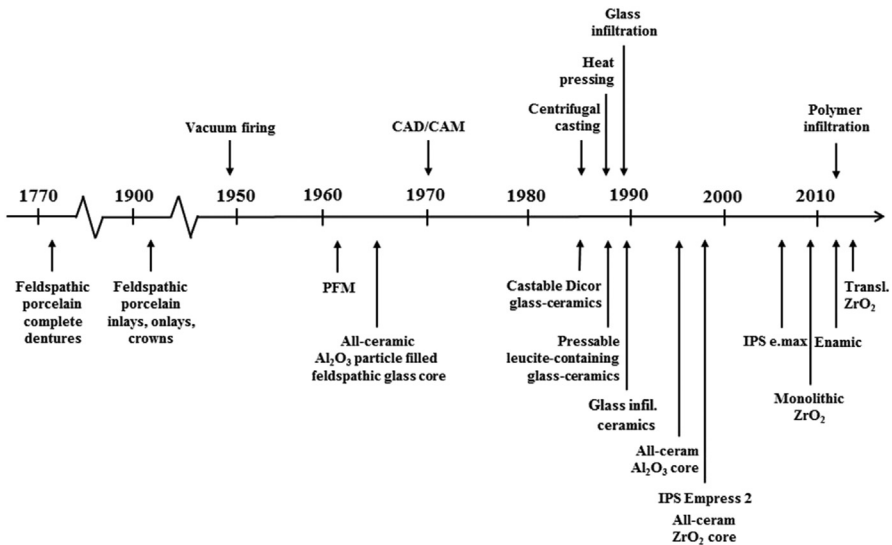 Glass
infiltration
Heat
pressing
Centrifugal
casting
Polymer
infiltration
Vacuum firing
CAD/CAM
1770
1900
1950
1960
1970
1980
1990
2000
2010
Feldspathic
porcelain
complete
dentures
Feldspathic
porcelain
inlays, onlays,
crowns
PFM
All-ceramic
Al₂O₃ particle filled
feldspathic glass core
Castable Dicor
glass-ceramics
Pressable
leucite-containing
glass-ceramics
Glass infil.
ceramics
All-ceram
Al₂O₃ core
IPS Empress 2
All-ceram
ZrO₂ core
IPS e.max
Monolithic
ZrO₂
Enamic
Transl.
ZrO₂